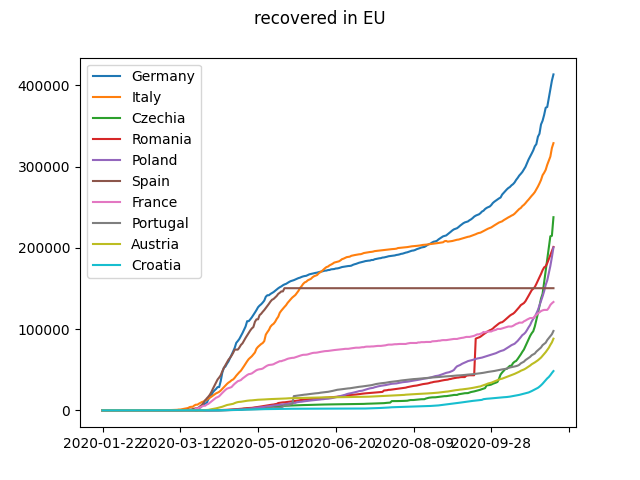 recovered in EU
400000
300000
200000
100000
0
Germany
Italy
Czechia
Romania
Poland
Spain
France
Portugal
Austria
Croatia
2020-01-22 2020-03-12 2020-05-01 2020-06-20 2020-08-09 2020-09-28